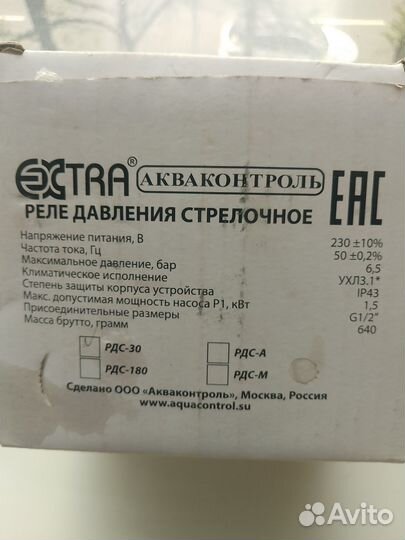 EXTRA® АКВАКОНТРОЛЬ EAC
РЕЛЕ ДАВЛЕНИЯ СТРЕЛОЧНОЕ
Напряжение питания, В 230 ±10%
Частота тока, Гц 50 ±0,2%
Максимальное давление, бар 6,5
Климатическое исполнение УХЛ3.1*
Степень защиты корпуса устройства IP43
Макс. допустимая мощность насоса P1, кВт 1,5
Присоединительные размеры G1/2"
Масса брутто, грамм 640
РДС-30 РДС-А
РДС-180 РДС-М
Сделано ООО «Акваконтроль», Москва, Россия
www.aquacontrol.su
Avito